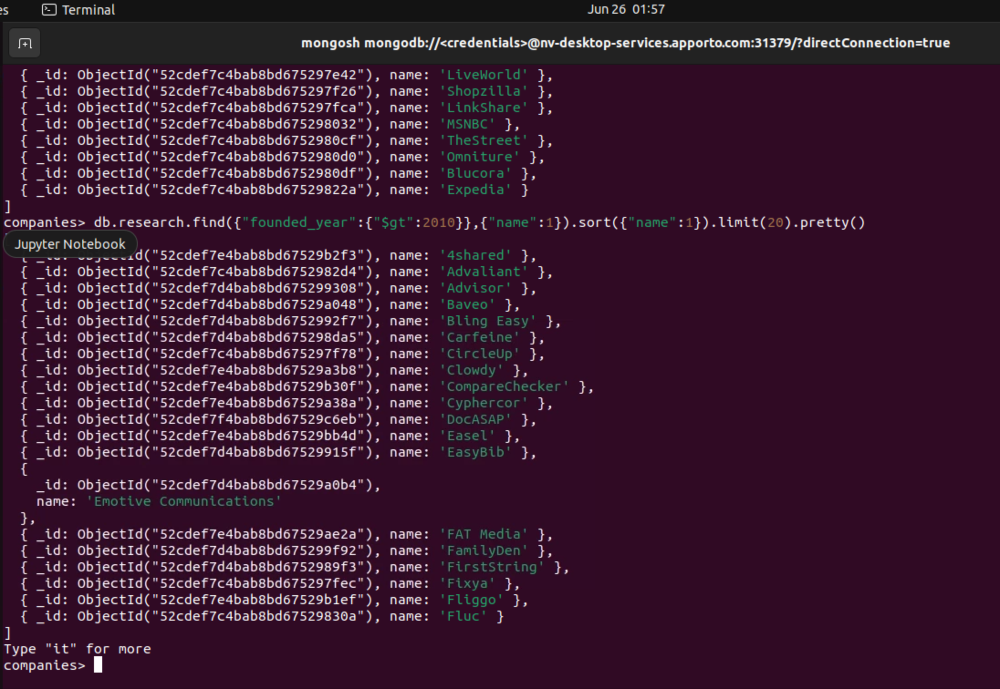 es
Terminal
Jun 26 01:57
mongosh mongodb://<credentials>@nv-desktop-services.apporto.com:31379/?directConnection=true
{ _id: ObjectId("52cdef7c4bab8bd675297e42"), name: 'LiveWorld' },
{ _id: ObjectId("52cdef7c4bab8bd675297f26"), name: 'Shopzilla' },
{ _id: ObjectId("52cdef7c4bab8bd675297fca"), name: 'LinkShare' },
{ _id: ObjectId("52cdef7c4bab8bd675298032"), name: 'MSNBC' },
{ _id: ObjectId("52cdef7c4bab8bd6752980cf"), name: 'TheStreet' },
{ _id: ObjectId("52cdef7c4bab8bd6752980d0"), name: 'Omniture' },
{ _id: ObjectId("52cdef7c4bab8bd6752980df"), name: 'Blucora' },
{ _id: ObjectId("52cdef7c4bab8bd67529822a"), name: 'Expedia' }
]
companies> db.research.find({"founded_year":{"$gt":2010}},{"name":1}).sort({"name":1}).limit(20).pretty()
Jupyter Notebook
{ _id: ObjectId("52cdef7e4bab8bd67529b2f3"), name: '4shared' },
{ _id: ObjectId("52cdef7c4bab8bd6752982d4"), name: 'Advaliant' },
{ _id: ObjectId("52cdef7d4bab8bd675299308"), name: 'Advisor' },
{ _id: ObjectId("52cdef7d4bab8bd67529a048"), name: 'Baveo' },
{ _id: ObjectId("52cdef7d4bab8bd6752992f7"), name: 'Bling Easy' },
{ _id: ObjectId("52cdef7d4bab8bd675298da5"), name: 'Carfeine' },
{ _id: ObjectId("52cdef7c4bab8bd675297f78"), name: 'CircleUp' },
{ _id: ObjectId("52cdef7e4bab8bd67529a3b8"), name: 'Clowdy' },
{ _id: ObjectId("52cdef7e4bab8bd67529b30f"), name: 'CompareChecker' },
{ _id: ObjectId("52cdef7e4bab8bd67529a38a"), name: 'Cyphercor' },
{ _id: ObjectId("52cdef7f4bab8bd67529c6eb"), name: 'DocASAP' },
{ _id: ObjectId("52cdef7e4bab8bd67529bb4d"), name: 'Easel' },
{ _id: ObjectId("52cdef7d4bab8bd67529915f"), name: 'EasyBib' },
{
_id: ObjectId("52cdef7d4bab8bd67529a0b4"),
name: 'Emotive Communications'
},
{ _id: ObjectId("52cdef7e4bab8bd67529ae2a"), name: 'FAT Media' },
{ _id: ObjectId("52cdef7d4bab8bd675299f92"), name: 'FamilyDen' },
{ _id: ObjectId("52cdef7d4bab8bd6752989f3"), name: 'FirstString' },
{ _id: ObjectId("52cdef7c4bab8bd675297fec"), name: 'Fixya' },
{ _id: ObjectId("52cdef7e4bab8bd67529b1ef"), name: 'Fliggo' },
{ _id: ObjectId("52cdef7c4bab8bd67529830a"), name: 'Fluc' }
]
Type "it" for more
companies>